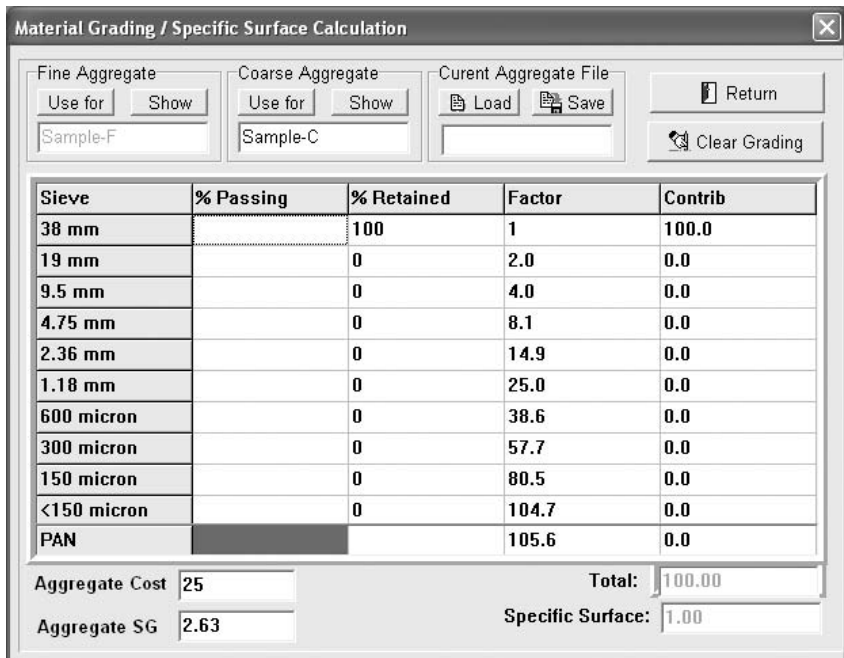 Material Grading / Specific Surface Calculation
Fine Aggregate Coarse Aggregate Curent Aggregate File
Use for Show Use for Show Load Save Return
Sample-F Sample-C Clear Grading
Sieve % Passing % Retained Factor Contrib
38 mm 100 1 100.0
19 mm 0 2.0 0.0
9.5 mm 0 4.0 0.0
4.75 mm 0 8.1 0.0
2.36 mm 0 14.9 0.0
1.18 mm 0 25.0 0.0
600 micron 0 38.6 0.0
300 micron 0 57.7 0.0
150 micron 0 80.5 0.0
<150 micron 0 104.7 0.0
PAN 105.6 0.0
Aggregate Cost 25 Total: 100.00
Aggregate SG 2.63 Specific Surface: 1.00